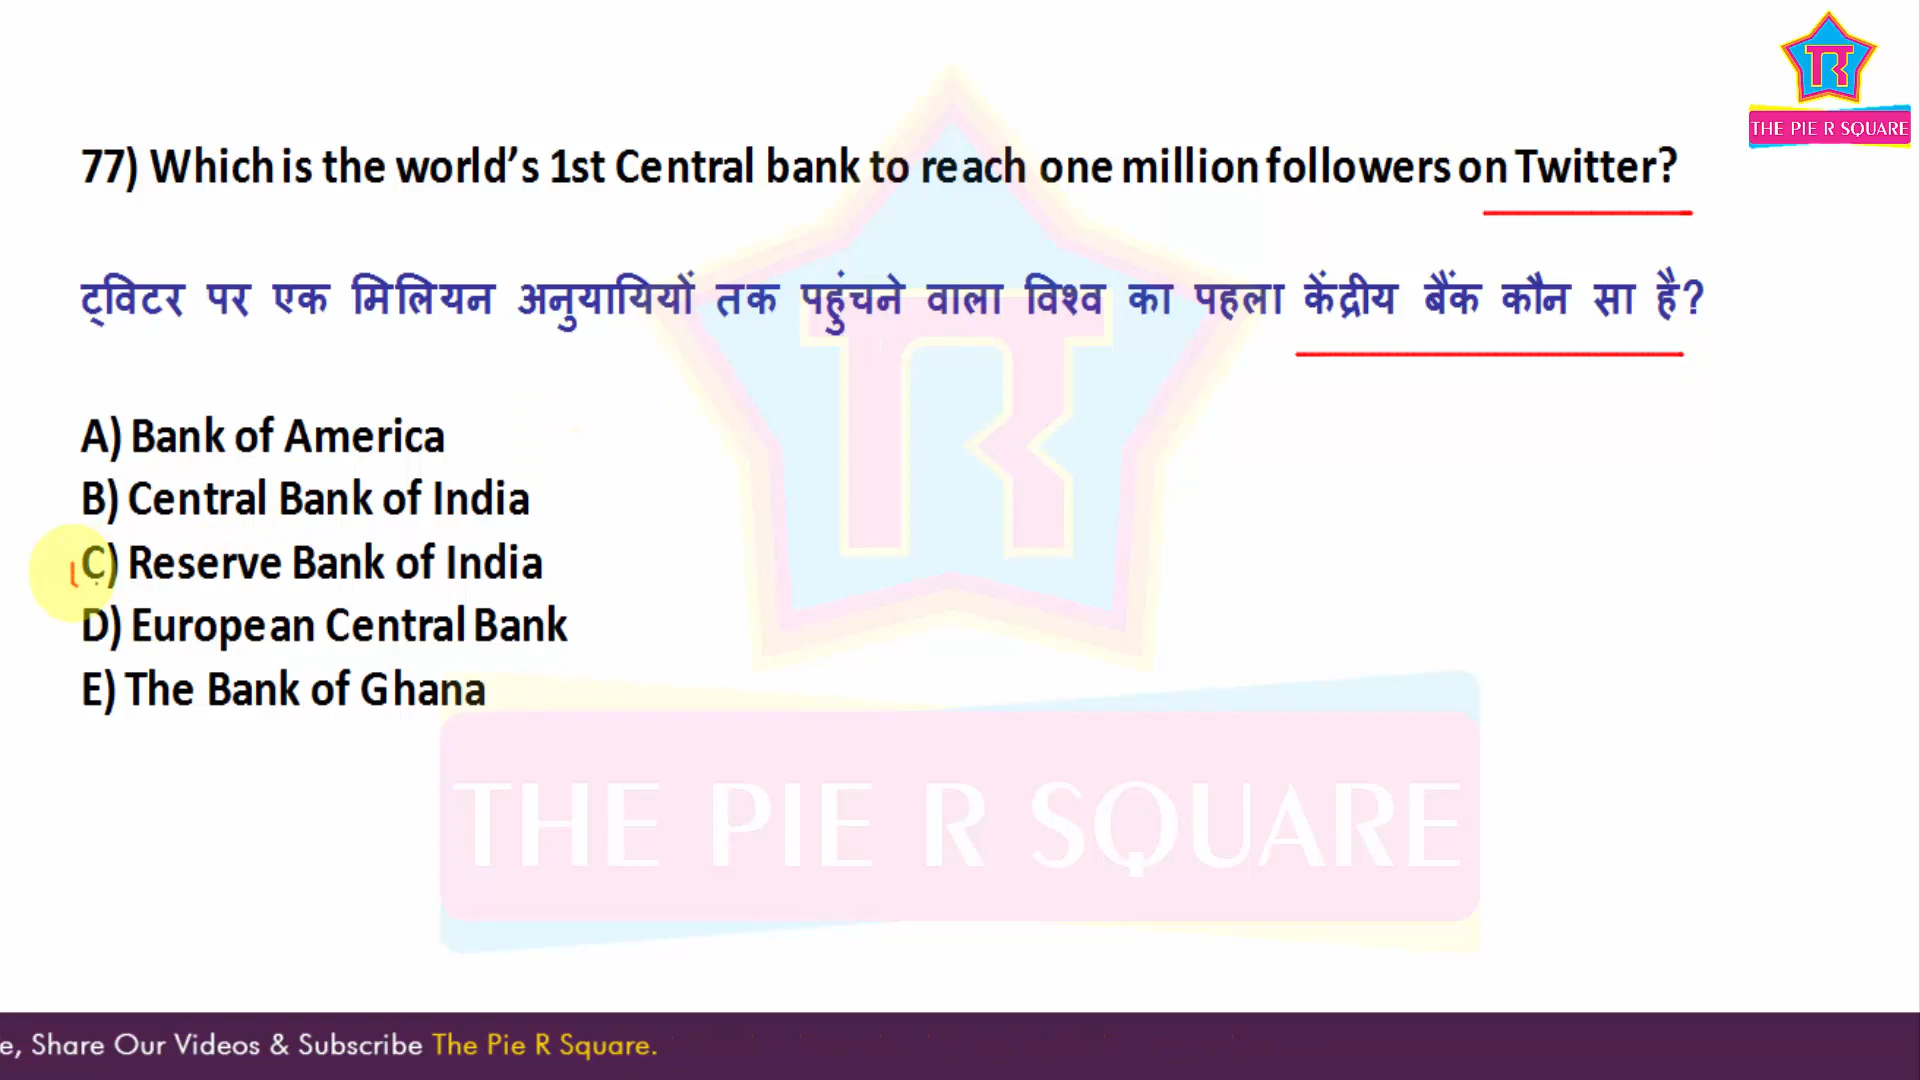 THE PIE R SQUARE
77) Which is the world’s 1st Central bank to reach one million followers on Twitter?
ट्विटर पर एक मिलियन अनुयायियों तक पहुंचने वाला विश्व का पहला केंद्रीय बैंक कौन सा है?
A) Bank of America
B) Central Bank of India
C) Reserve Bank of India
D) European Central Bank
E) The Bank of Ghana
THE PIE R SQUARE
e, Share Our Videos & Subscribe The Pie R Square.